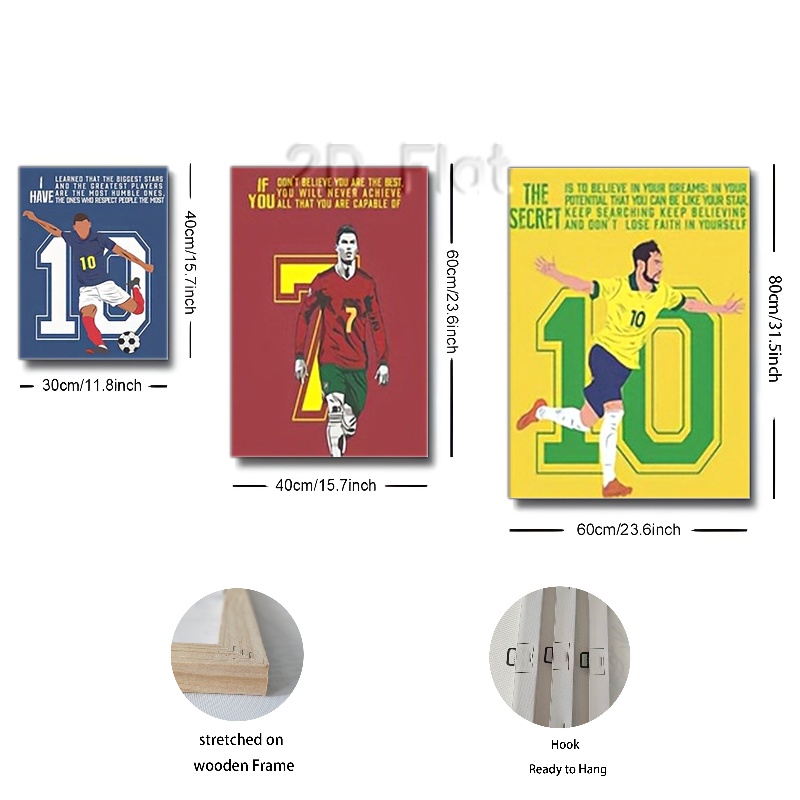 2D Flat
I HAVE
LEARNED THAT THE BIGGEST STARS
AND THE GREATEST PLAYERS
ARE THE MOST HUMBLE ONES,
THE ONES WHO RESPECT PEOPLE THE MOST
10
10
40cm/15.7inch
30cm/11.8inch
IF YOU
DON'T BELIEVE YOU ARE THE BEST,
YOU WILL NEVER ACHIEVE
ALL THAT YOU ARE CAPABLE OF
7
7
60cm/23.6inch
40cm/15.7inch
THE SECRET
IS TO BELIEVE IN YOUR DREAMS; IN YOUR
POTENTIAL THAT YOU CAN BE LIKE YOUR STAR,
KEEP SEARCHING KEEP BELIEVING
AND DON'T LOSE FAITH IN YOURSELF
10
10
80cm/31.5inch
60cm/23.6inch
stretched on
wooden Frame
Hook
Ready to Hang